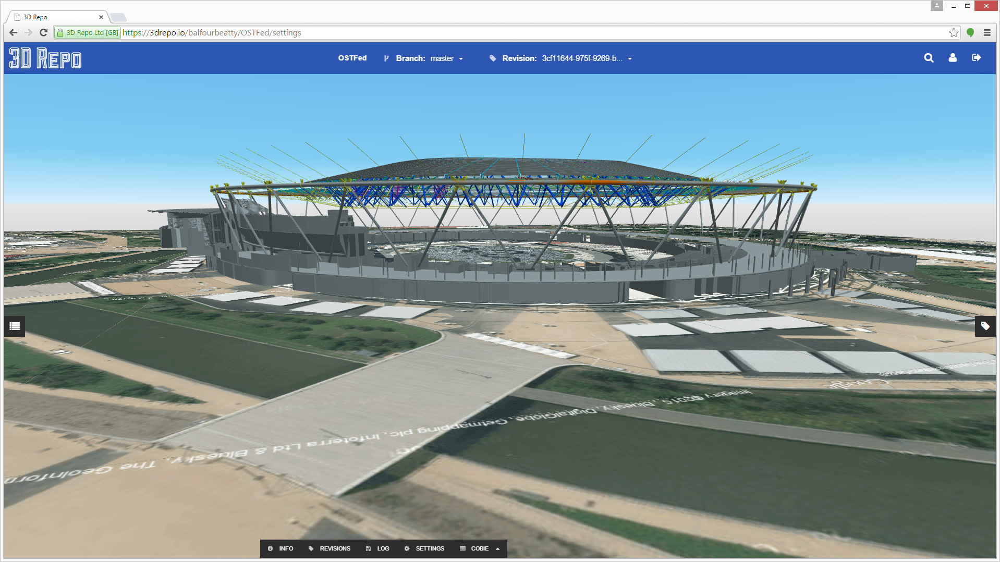 3D Repo
3D Repo Ltd [GB] https://3drepo.io/balfourbeatty/OSTFed/settings
3D REPO
OSTFed Branch: master Revision: 3cf11644-975f-9269-b...
Google
Imagery ©2015, Bluesky, DigitalGlobe, Getmapping plc, Infoterra Ltd & Bluesky, The GeoInform
INFO REVISIONS LOG SETTINGS COBIE